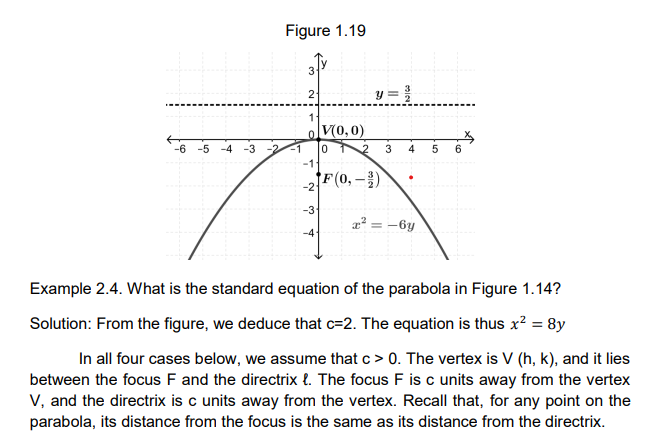 Figure 1.19
y
3
2
y = 3/2
1
0
V(0, 0)
x
-6 -5 -4 -3 -2 -1 0 1 2 3 4 5 6
-1
F(0, -3/2)
-2
-3
x² = -6y
-4
Example 2.4. What is the standard equation of the parabola in Figure 1.14?
Solution: From the figure, we deduce that c=2. The equation is thus x² = 8y
In all four cases below, we assume that c > 0. The vertex is V (h, k), and it lies
between the focus F and the directrix ℓ. The focus F is c units away from the vertex
V, and the directrix is c units away from the vertex. Recall that, for any point on the
parabola, its distance from the focus is the same as its distance from the directrix.